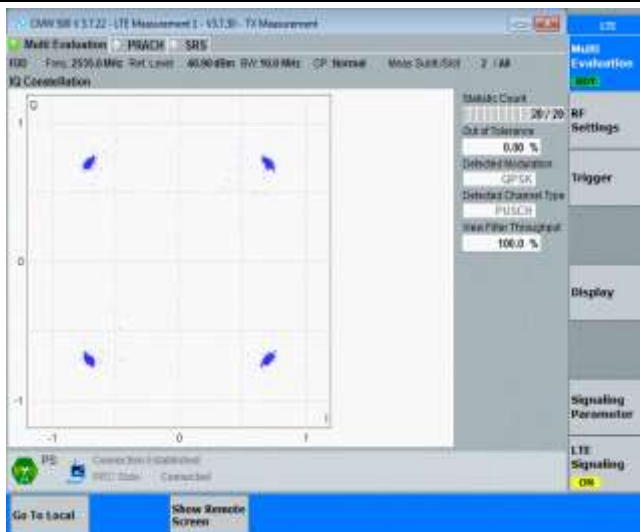 CMW 500 V 3.7.22 - LTE Measurement 1 - V3.7.30 - TX Measurement
Multi Evaluation PRACH SRS
FDD Freq.: 2535.0 MHz Ref. Level: 40.90 dBm BW: 10.0 MHz CP: Normal Meas Subfr./Slot 2 / All
IQ Constellation
Q
1
0
-1
-1
0
1
I
Statistic Count
20 / 20
Out of Tolerance
0.00 %
Detected Modulation
QPSK
Detected Channel Type
PUSCH
View Filter Throughput
100.0 %
PS:
Connection Established
RRC State:
Connected
Go To Local
Show Remote
Screen
LTE
Multi
Evaluation
RDY
RF
Settings
Trigger
Display
Signaling
Parameter
LTE
Signaling
ON